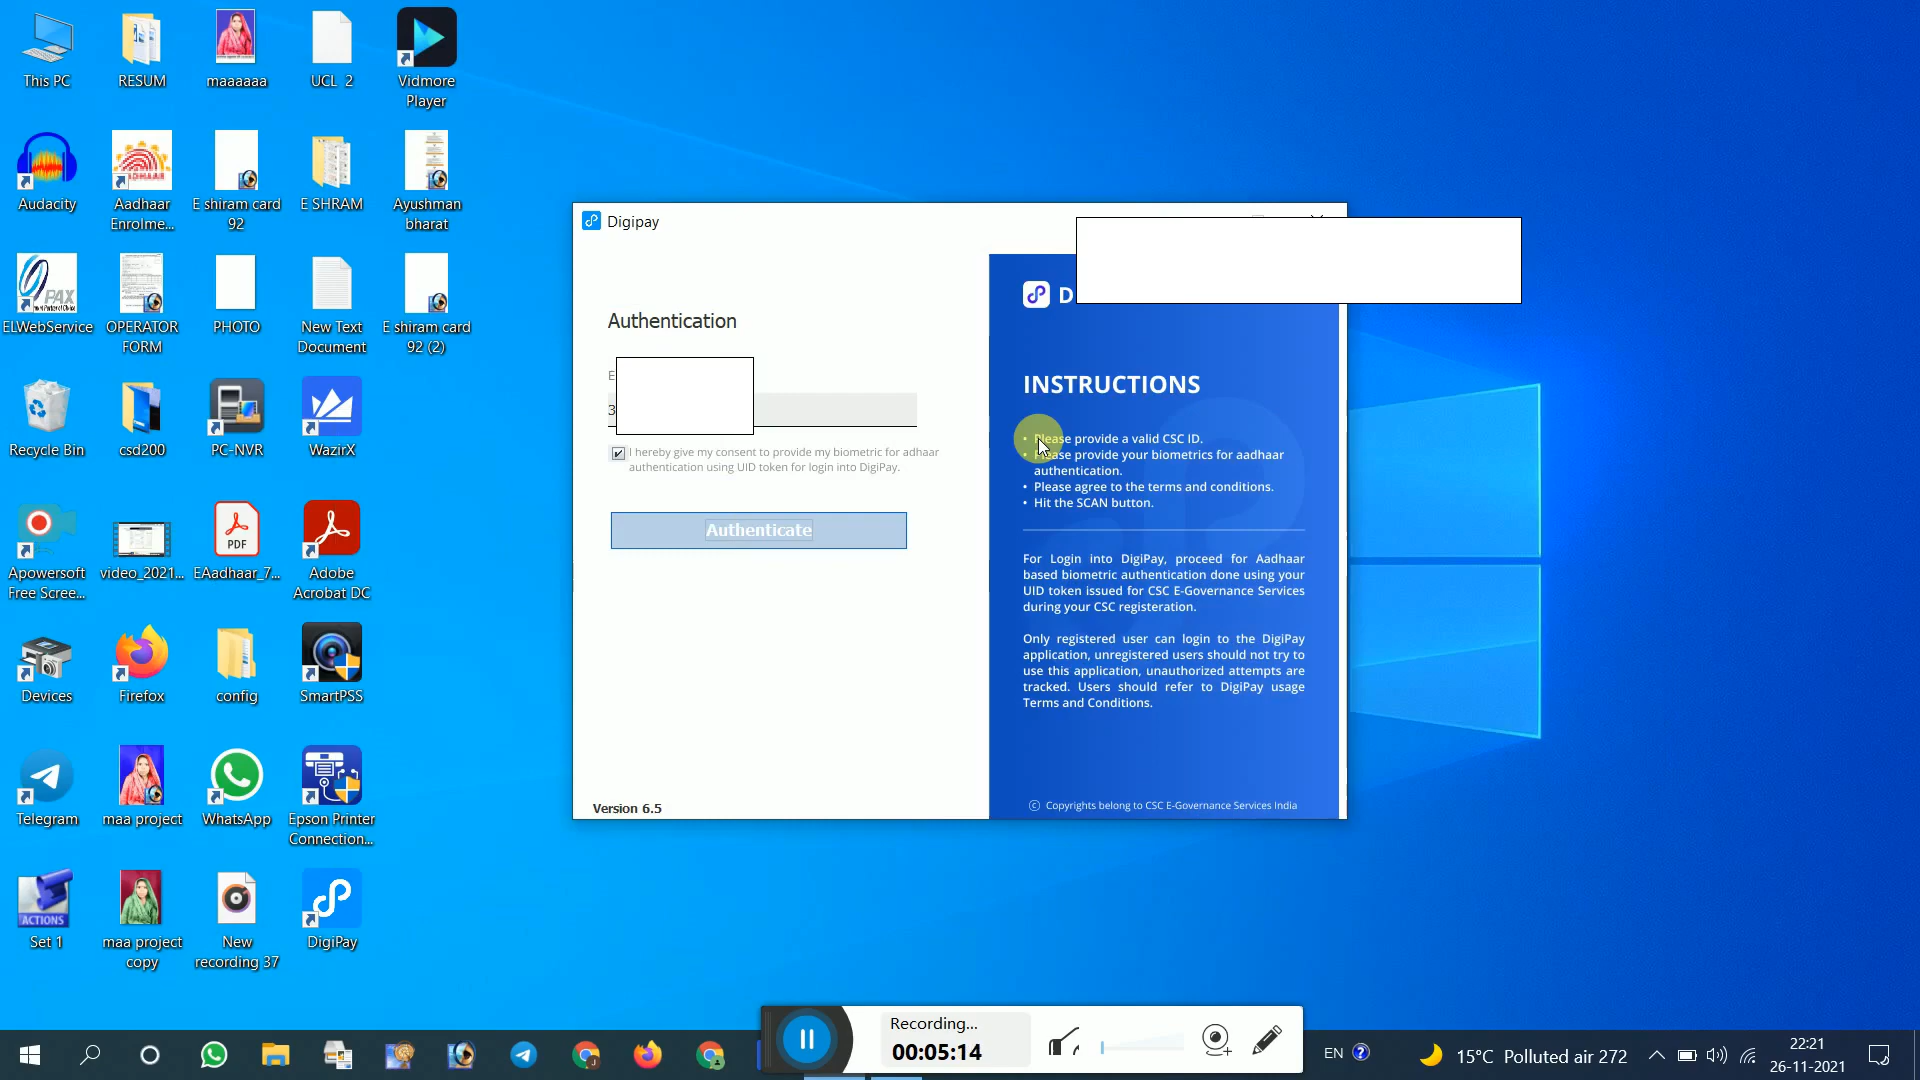 This PC
RESUM
maaaaaa
UCL 2
Vidmore
Player
Audacity
Aadhaar
Enrolme...
E shiram card
92
E SHRAM
Ayushman
bharat
PAX
ELWebService
OPERATOR
FORM
PHOTO
New Text
Document
E shiram card
92 (2)
Recycle Bin
csd200
PC-NVR
WazirX
PDF
Apowersoft
Free Scree...
video_2021...
EAadhaar_7...
Adobe
Acrobat DC
Devices
Firefox
config
SmartPSS
Telegram
maa project
WhatsApp
Epson Printer
Connection...
ACTIONS
Set 1
maa project
copy
New
recording 37
DigiPay
Digipay
Authentication
E
3
I hereby give my consent to provide my biometric for adhaar
authentication using UID token for login into DigiPay.
Authenticate
Version 6.5
D
INSTRUCTIONS
• Please provide a valid CSC ID.
• Please provide your biometrics for aadhaar
authentication.
• Please agree to the terms and conditions.
• Hit the SCAN button.
For Login into DigiPay, proceed for Aadhaar
based biometric authentication done using your
UID token issued for CSC E-Governance Services
during your CSC registeration.
Only registered user can login to the DigiPay
application, unregistered users should not try to
use this application, unauthorized attempts are
tracked. Users should refer to DigiPay usage
Terms and Conditions.
© Copyrights belong to CSC E-Governance Services India
Recording...
00:05:14
EN
15°C Polluted air 272
22:21
26-11-2021